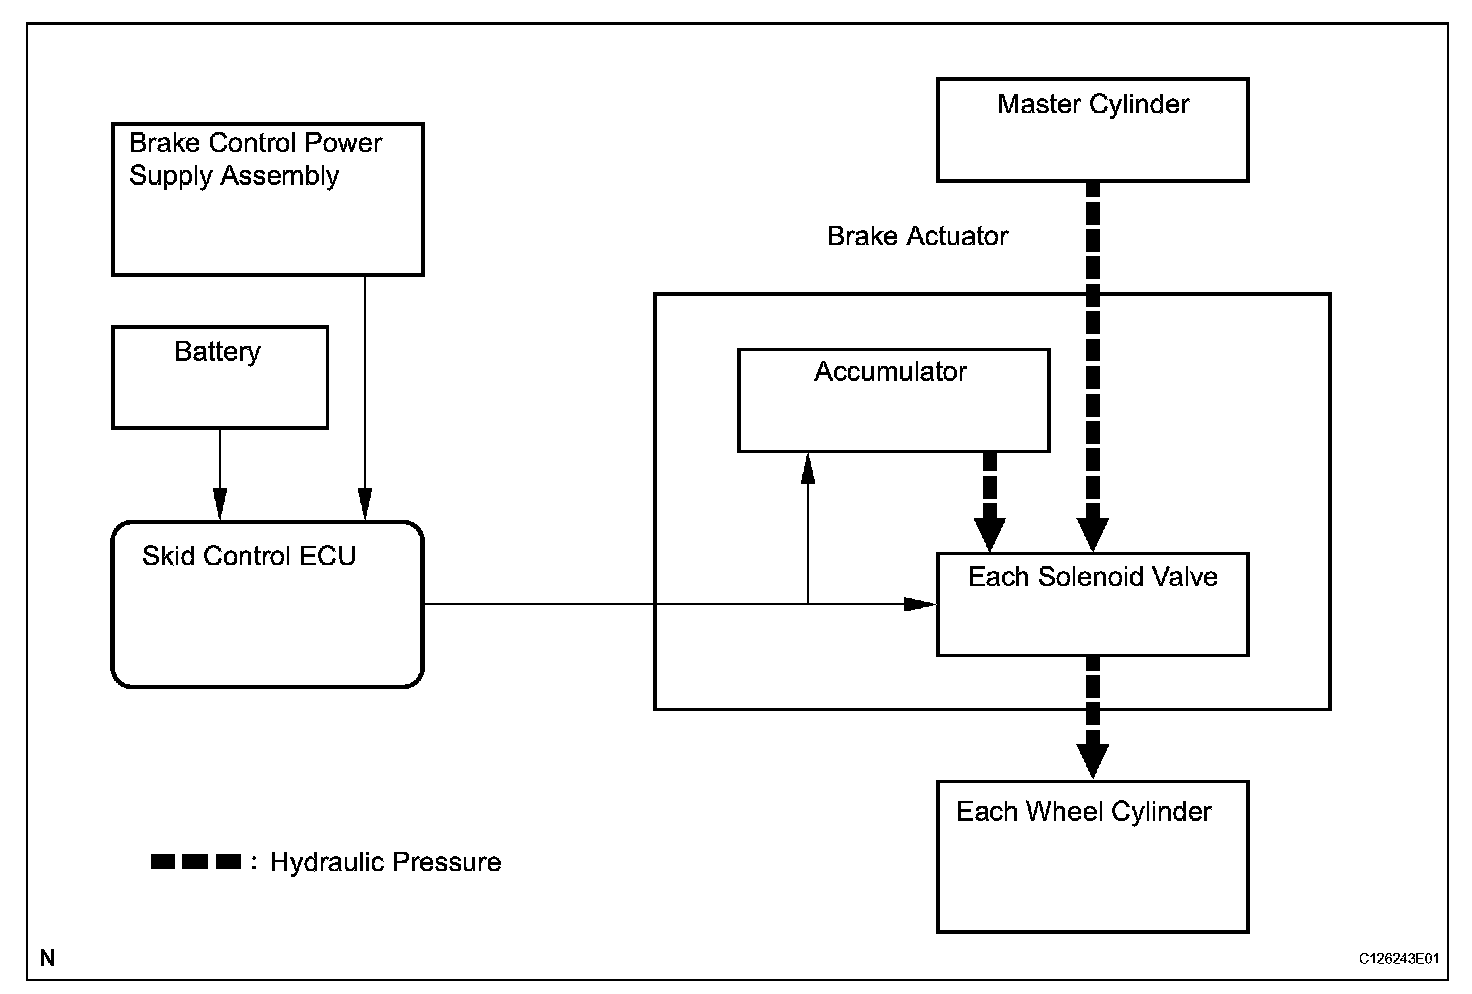 Master Cylinder
Brake Control Power
Supply Assembly
Brake Actuator
Battery
Accumulator
Skid Control ECU
Each Solenoid Valve
Each Wheel Cylinder
: Hydraulic Pressure
N
C126243E01